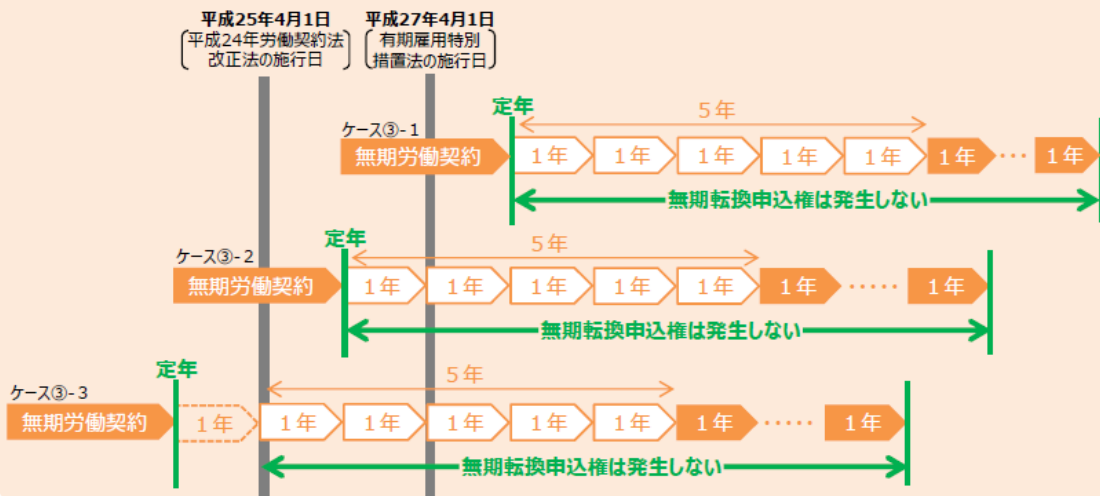 平成25年4月1日
平成24年労働契約法
改正法の施行日
平成27年4月1日
有期雇用特別
措置法の施行日
ケース③-1
定年
5年
無期労働契約
1年
1年
1年
1年
1年
1年
・・・
1年
無期転換申込権は発生しない
ケース③-2
定年
5年
無期労働契約
1年
1年
1年
1年
1年
1年
・・・・・
1年
無期転換申込権は発生しない
ケース③-3
定年
5年
無期労働契約
1年
1年
1年
1年
1年
1年
1年
・・・・・
1年
無期転換申込権は発生しない